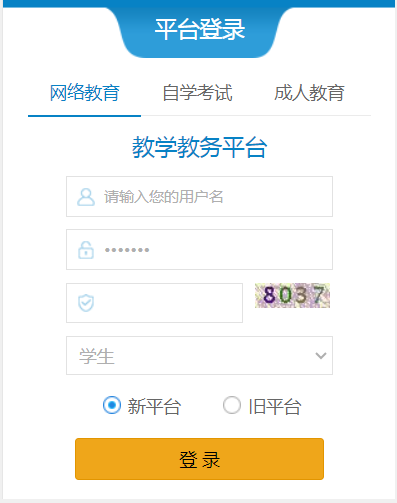 平台登录
网络教育 自学考试 成人教育
教学教务平台
请输入您的用户名
•••••••
8037
学生
新平台 旧平台
登 录